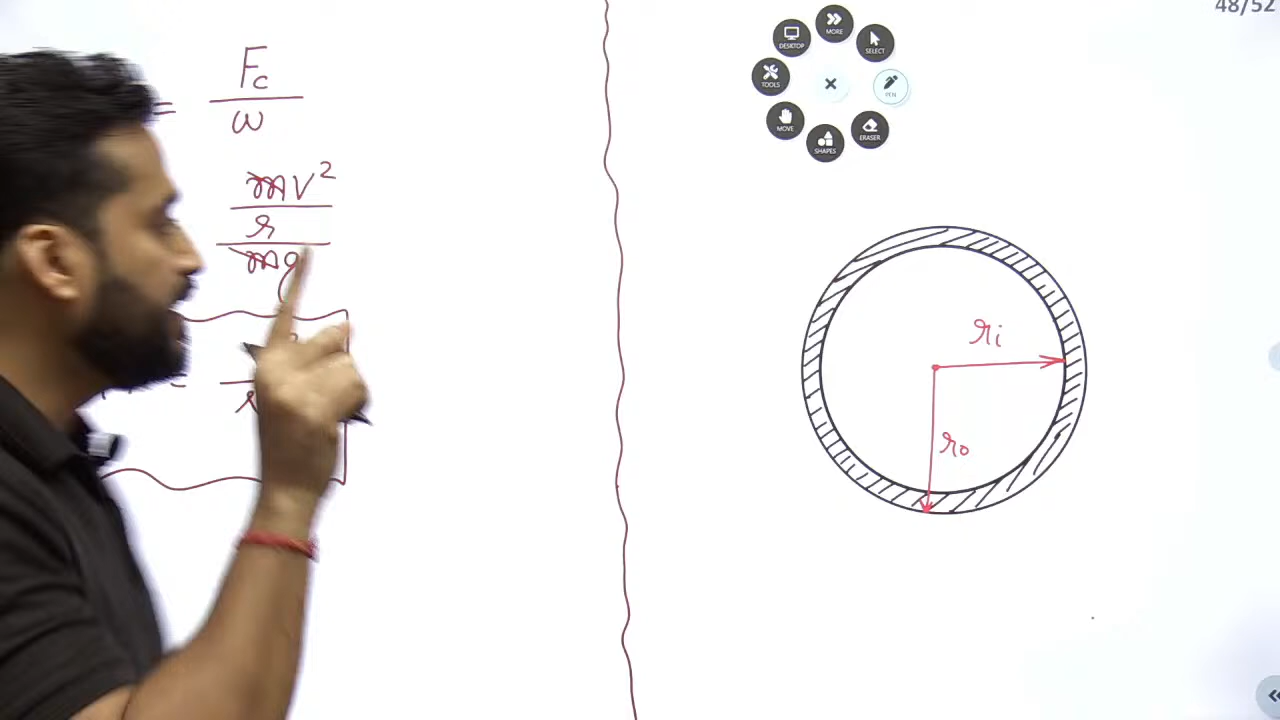 48/52
MORE
DESKTOP
SELECT
TOOLS
PEN
MOVE
ERASER
SHAPES
= Fc
ω
mv²
r
mg
ri
ro